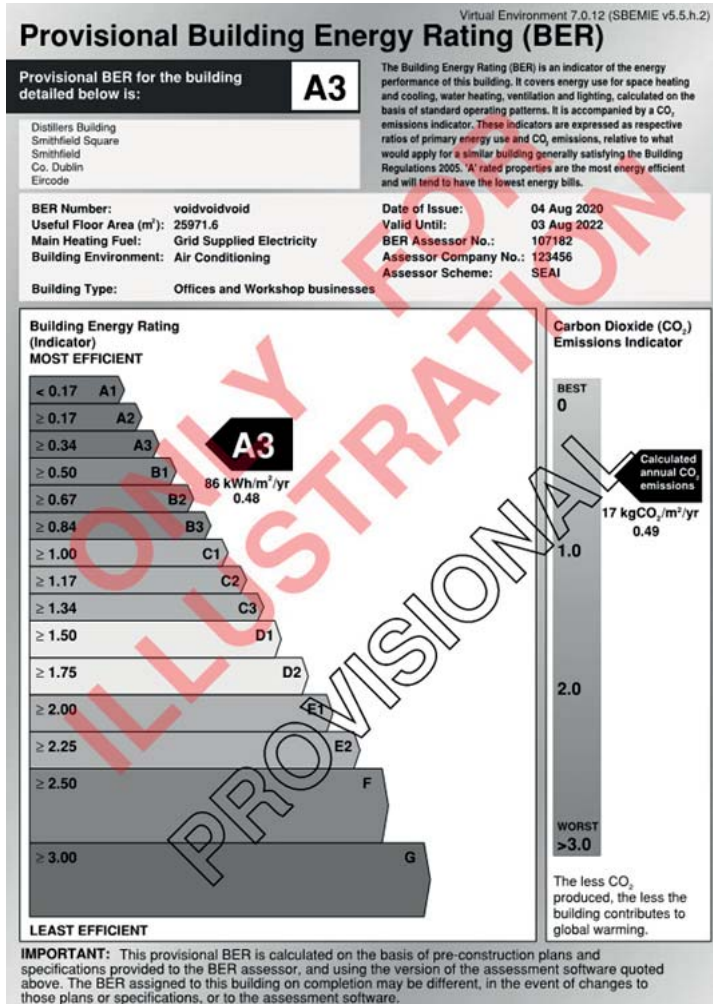 Virtual Environment 7.0.12 (SBEMIE v5.5.h.2)
Provisional Building Energy Rating (BER)
Provisional BER for the building
detailed below is:
A3
The Building Energy Rating (BER) is an indicator of the energy
performance of this building. It covers energy use for space heating
and cooling, water heating, ventilation and lighting, calculated on the
basis of standard operating patterns. It is accompanied by a CO₂
emissions indicator. These indicators are expressed as respective
ratios of primary energy use and CO₂ emissions, relative to what
would apply for a similar building generally satisfying the Building
Regulations 2005. 'A' rated properties are the most energy efficient
and will tend to have the lowest energy bills.
Distillers Building
Smithfield Square
Smithfield
Co. Dublin
Eircode
BER Number: voidvoidvoid
Useful Floor Area (m²): 25971.6
Main Heating Fuel: Grid Supplied Electricity
Building Environment: Air Conditioning
Building Type: Offices and Workshop businesses
Date of Issue: 04 Aug 2020
Valid Until: 03 Aug 2022
BER Assessor No.: 107182
Assessor Company No.: 123456
Assessor Scheme: SEAI
Building Energy Rating
(Indicator)
MOST EFFICIENT
< 0.17 A1
≥ 0.17 A2
≥ 0.34 A3
≥ 0.50 B1
≥ 0.67 B2
≥ 0.84 B3
≥ 1.00 C1
≥ 1.17 C2
≥ 1.34 C3
≥ 1.50 D1
≥ 1.75 D2
≥ 2.00 E1
≥ 2.25 E2
≥ 2.50 F
≥ 3.00 G
LEAST EFFICIENT
A3
86 kWh/m²/yr
0.48
Carbon Dioxide (CO₂)
Emissions Indicator
BEST
0
Calculated
annual CO₂
emissions
17 kgCO₂/m²/yr
0.49
1.0
2.0
WORST
>3.0
The less CO₂
produced, the less the
building contributes to
global warming.
ONLY FOR
ILLUSTRATION
PROVISIONAL
IMPORTANT: This provisional BER is calculated on the basis of pre-construction plans and
specifications provided to the BER assessor, and using the version of the assessment software quoted
above. The BER assigned to this building on completion may be different, in the event of changes to
those plans or specifications, or to the assessment software.